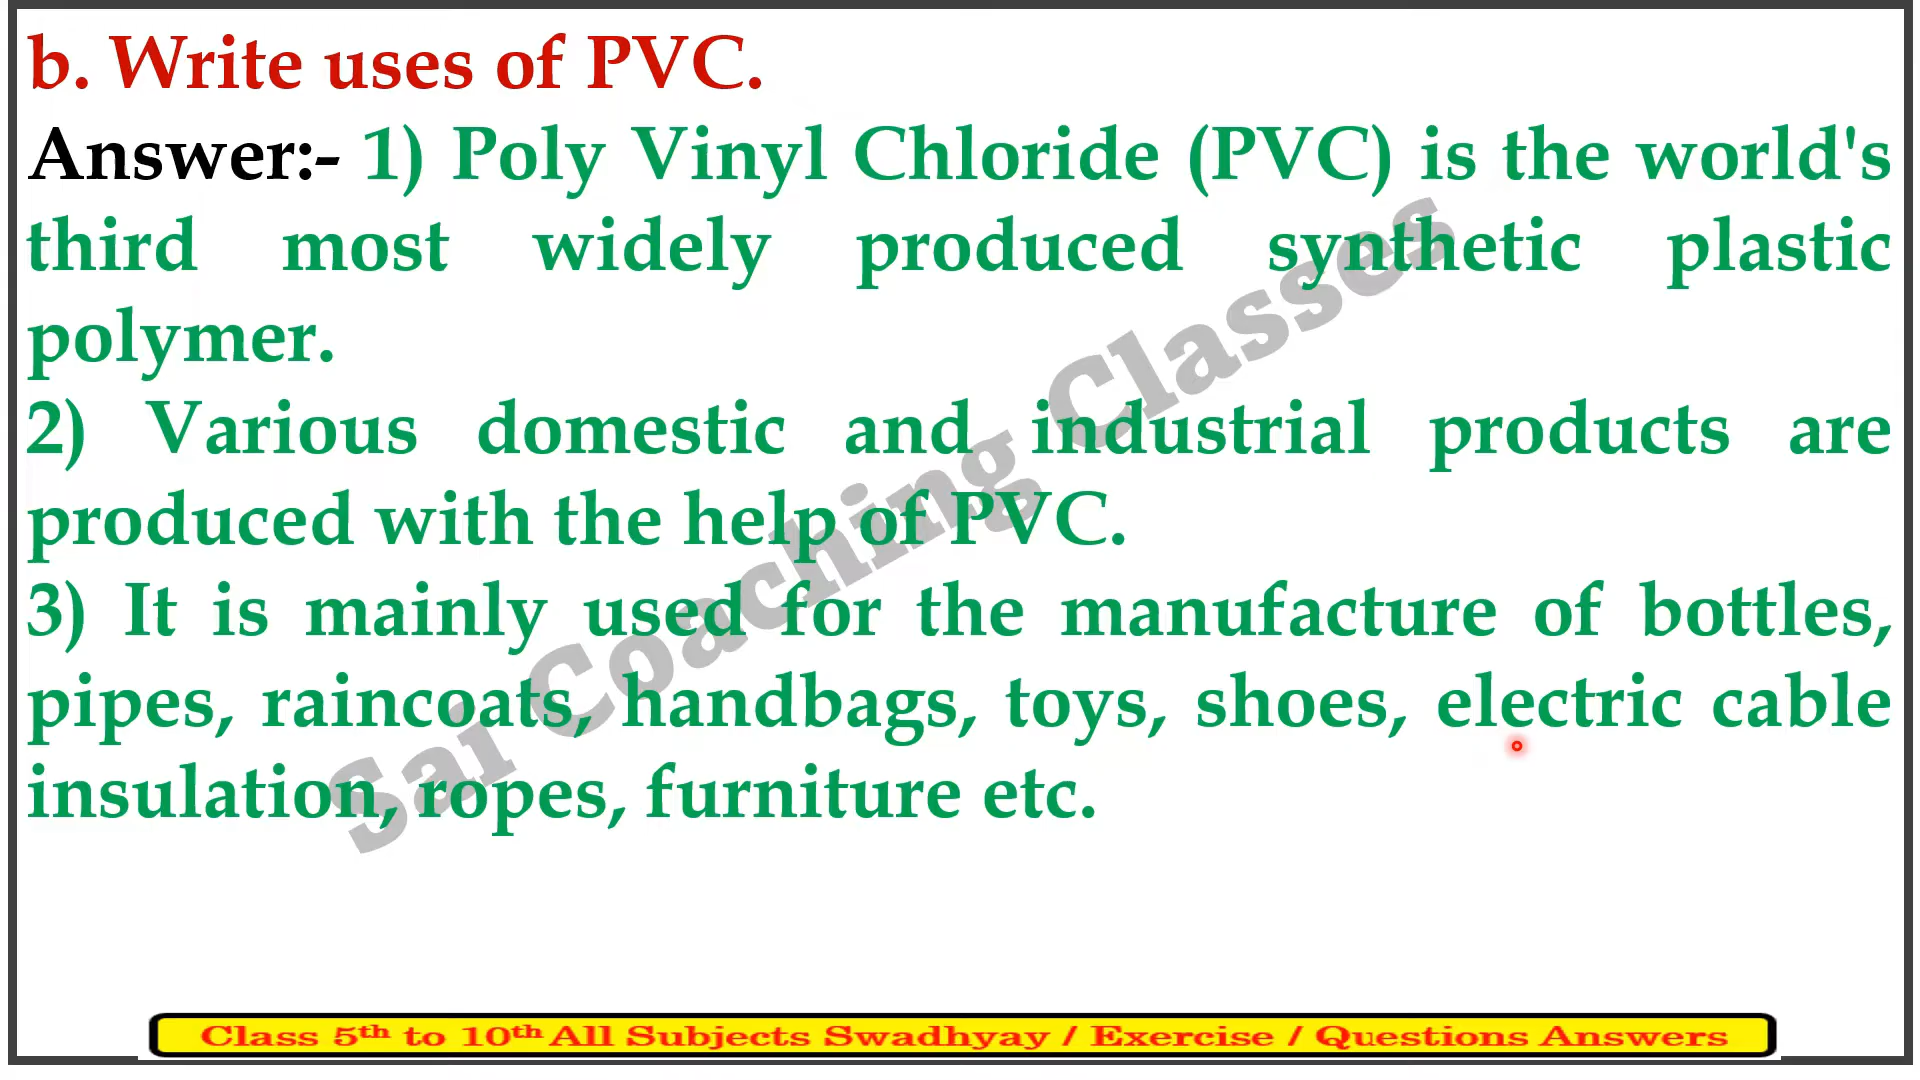 b. Write uses of PVC.
Answer:- 1) Poly Vinyl Chloride (PVC) is the world's
third most widely produced synthetic plastic
polymer.
2) Various domestic and industrial products are
produced with the help of PVC.
3) It is mainly used for the manufacture of bottles,
pipes, raincoats, handbags, toys, shoes, electric cable
insulation, ropes, furniture etc.
Sai Coaching Classes
Class 5th to 10th All Subjects Swadhyay / Exercise / Questions Answers